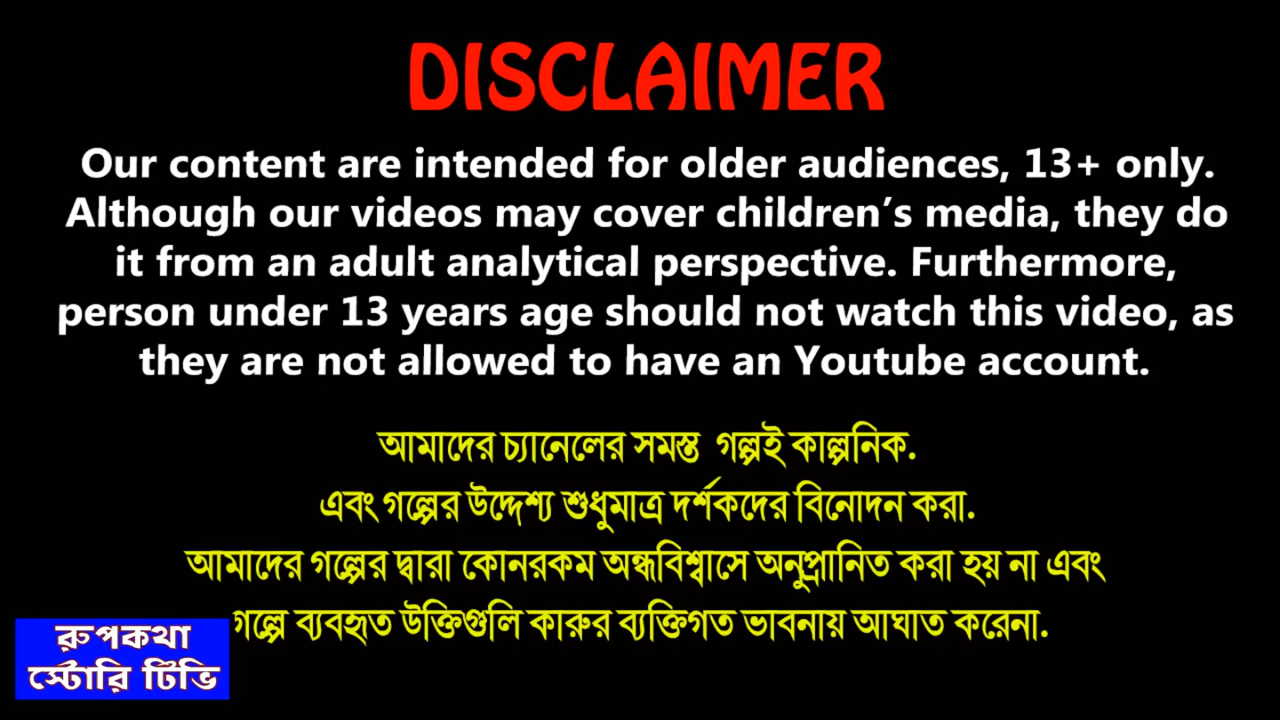 DISCLAIMER
Our content are intended for older audiences, 13+ only.
Although our videos may cover children’s media, they do
it from an adult analytical perspective. Furthermore,
person under 13 years age should not watch this video, as
they are not allowed to have an Youtube account.
আমাদের চ্যানেলের সমস্ত গল্পই কাল্পনিক.
এবং গল্পের উদ্দেশ্য শুধুমাত্র দর্শকদের বিনোদন করা.
আমাদের গল্পের দ্বারা কোনরকম অন্ধবিশ্বাসে অনুপ্রানিত করা হয় না এবং
গল্পে ব্যবহৃত উক্তিগুলি কারুর ব্যক্তিগত ভাবনায় আঘাত করেনা.
রুপকথা
স্টোরি টিভি